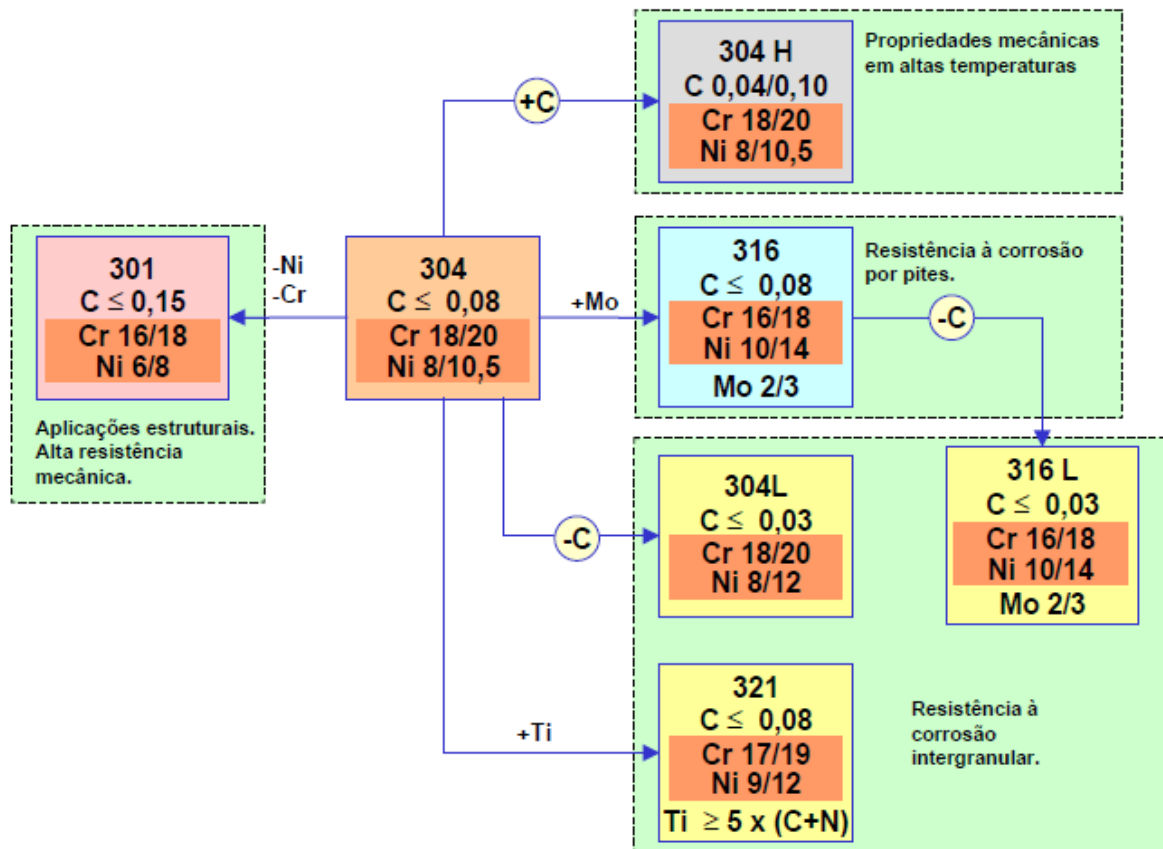 304 H
C 0,04/0,10
Cr 18/20
Ni 8/10,5
Propriedades mecânicas
em altas temperaturas
+C
301
C ≤ 0,15
Cr 16/18
Ni 6/8
Aplicações estruturais.
Alta resistência
mecânica.
-Ni
-Cr
304
C ≤ 0,08
Cr 18/20
Ni 8/10,5
+Mo
316
C ≤ 0,08
Cr 16/18
Ni 10/14
Mo 2/3
Resistência à corrosão
por pites.
-C
304L
C ≤ 0,03
Cr 18/20
Ni 8/12
-C
316 L
C ≤ 0,03
Cr 16/18
Ni 10/14
Mo 2/3
+Ti
321
C ≤ 0,08
Cr 17/19
Ni 9/12
Ti ≥ 5 x (C+N)
Resistência à
corrosão
intergranular.